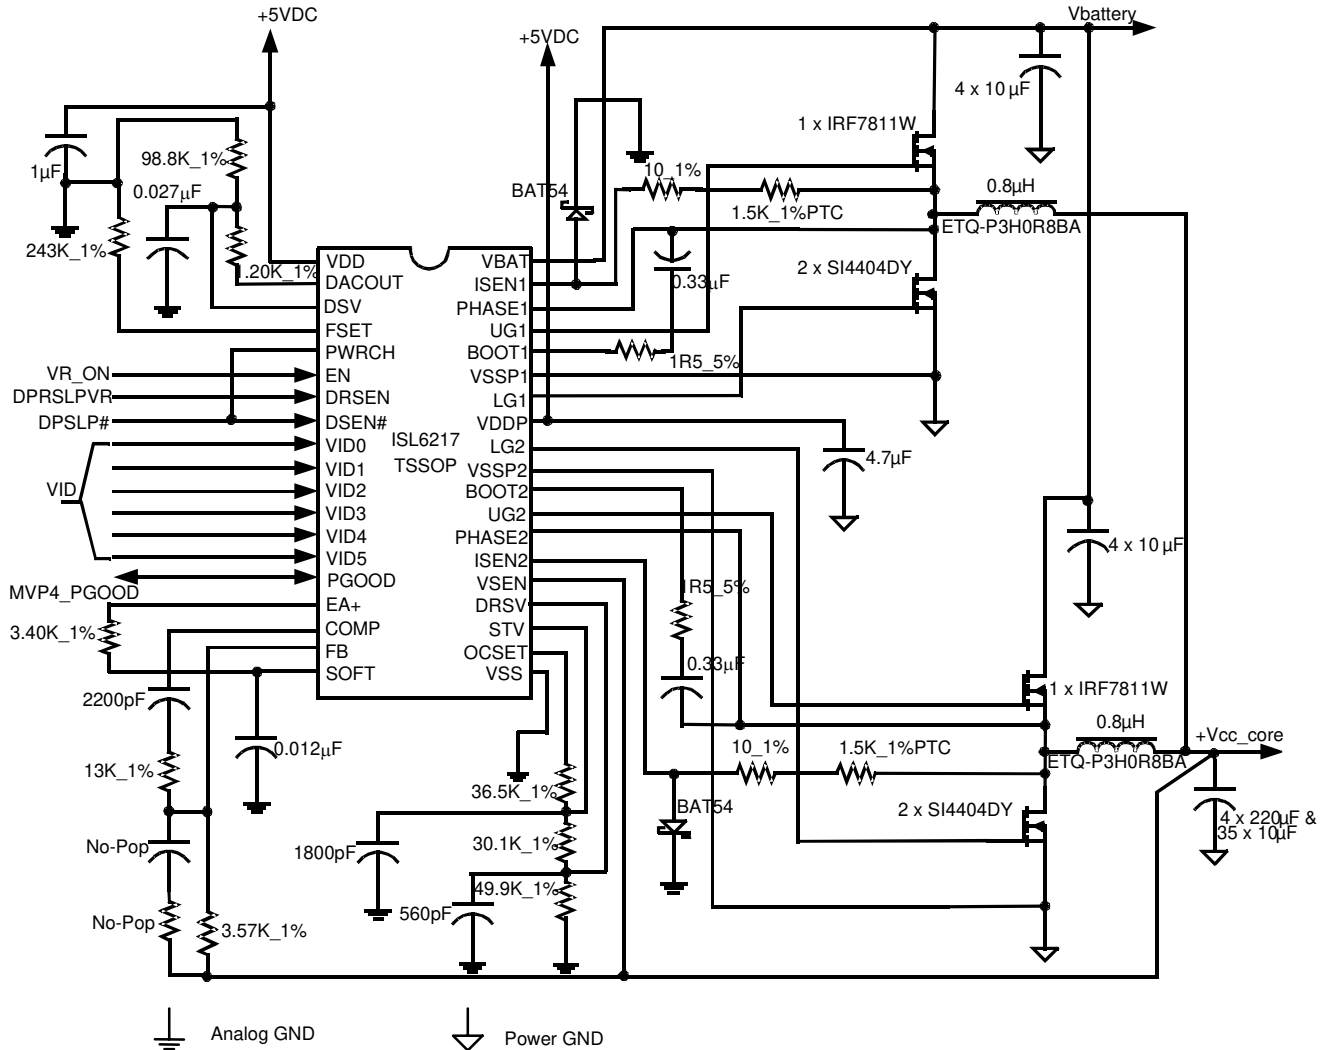 +5VDC
Vbattery
+5VDC
4 x 10 µF
1 x IRF7811W
98.8K_1%
1µF
0.027µF
10_1%
BAT54
1.5K_1%PTC
0.8µH
ETQ-P3H0R8BA
243K_1%
1.20K_1%
0.33µF
2 x SI4404DY
1R5_5%
VDD
DACOUT
DSV
FSET
PWRCH
EN
DRSEN
DSEN#
VID0
VID1
VID2
VID3
VID4
VID5
PGOOD
EA+
COMP
FB
SOFT
ISL6217
TSSOP
VBAT
ISEN1
PHASE1
UG1
BOOT1
VSSP1
LG1
VDDP
LG2
VSSP2
BOOT2
UG2
PHASE2
ISEN2
VSEN
DRSV
STV
OCSET
VSS
VR_ON
DPRSLPVR
DPSLP#
VID
MVP4_PGOOD
3.40K_1%
2200pF
0.012µF
13K_1%
No-Pop
No-Pop
3.57K_1%
4.7µF
4 x 10 µF
1R5_5%
0.33µF
1 x IRF7811W
0.8µH
ETQ-P3H0R8BA
+Vcc_core
10_1%
1.5K_1%PTC
BAT54
2 x SI4404DY
4 x 220µF &
35 x 10µF
36.5K_1%
30.1K_1%
1800pF
49.9K_1%
560pF
Analog GND
Power GND